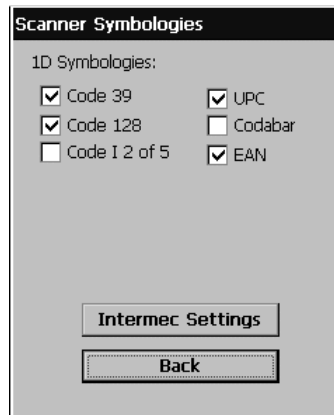 Scanner Symbologies
1D Symbologies:
Code 39
UPC
Code 128
Codabar
Code I 2 of 5
EAN
Intermec Settings
Back